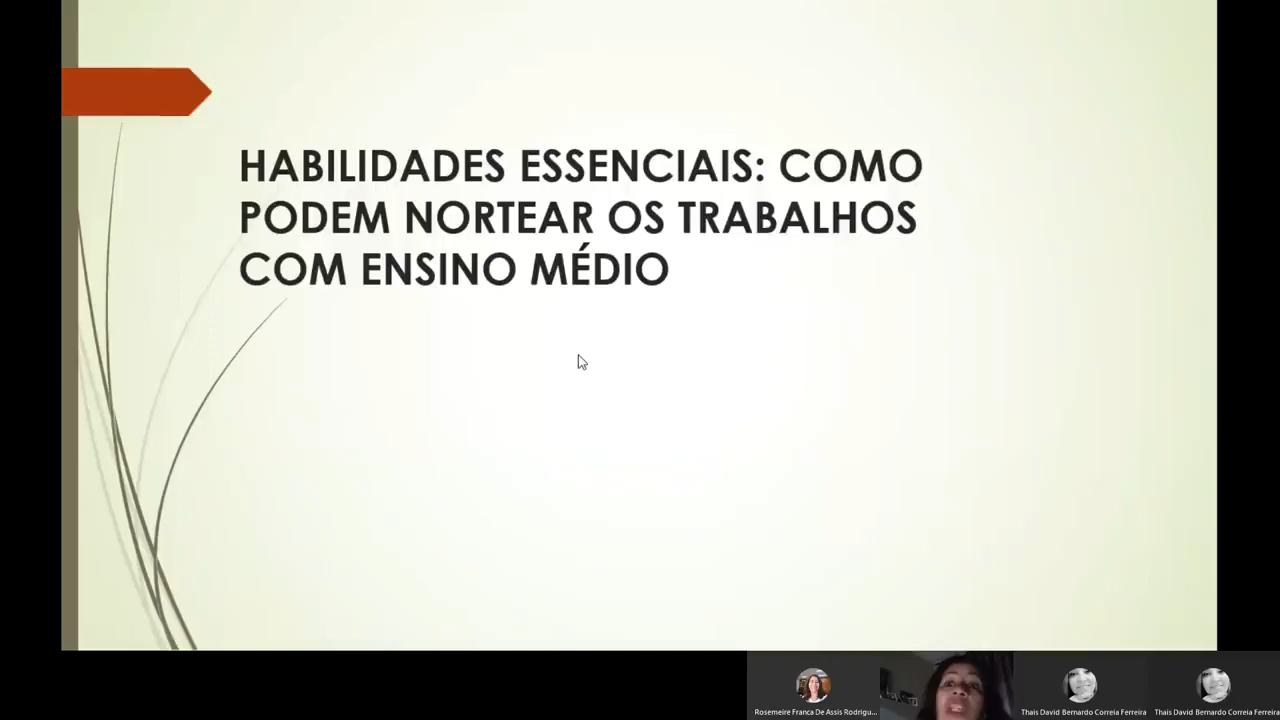 HABILIDADES ESSENCIAIS: COMO
PODEM NORTEAR OS TRABALHOS
COM ENSINO MÉDIO
Rosemeire Franca De Assis Rodrigu...
Thais David Bernardo Correia Ferreira
Thais David Bernardo Correia Ferreira